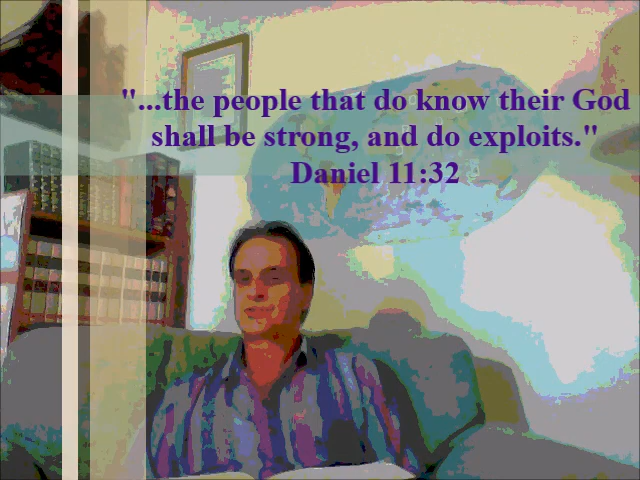 "...the people that do know their God
shall be strong, and do exploits."
Daniel 11:32